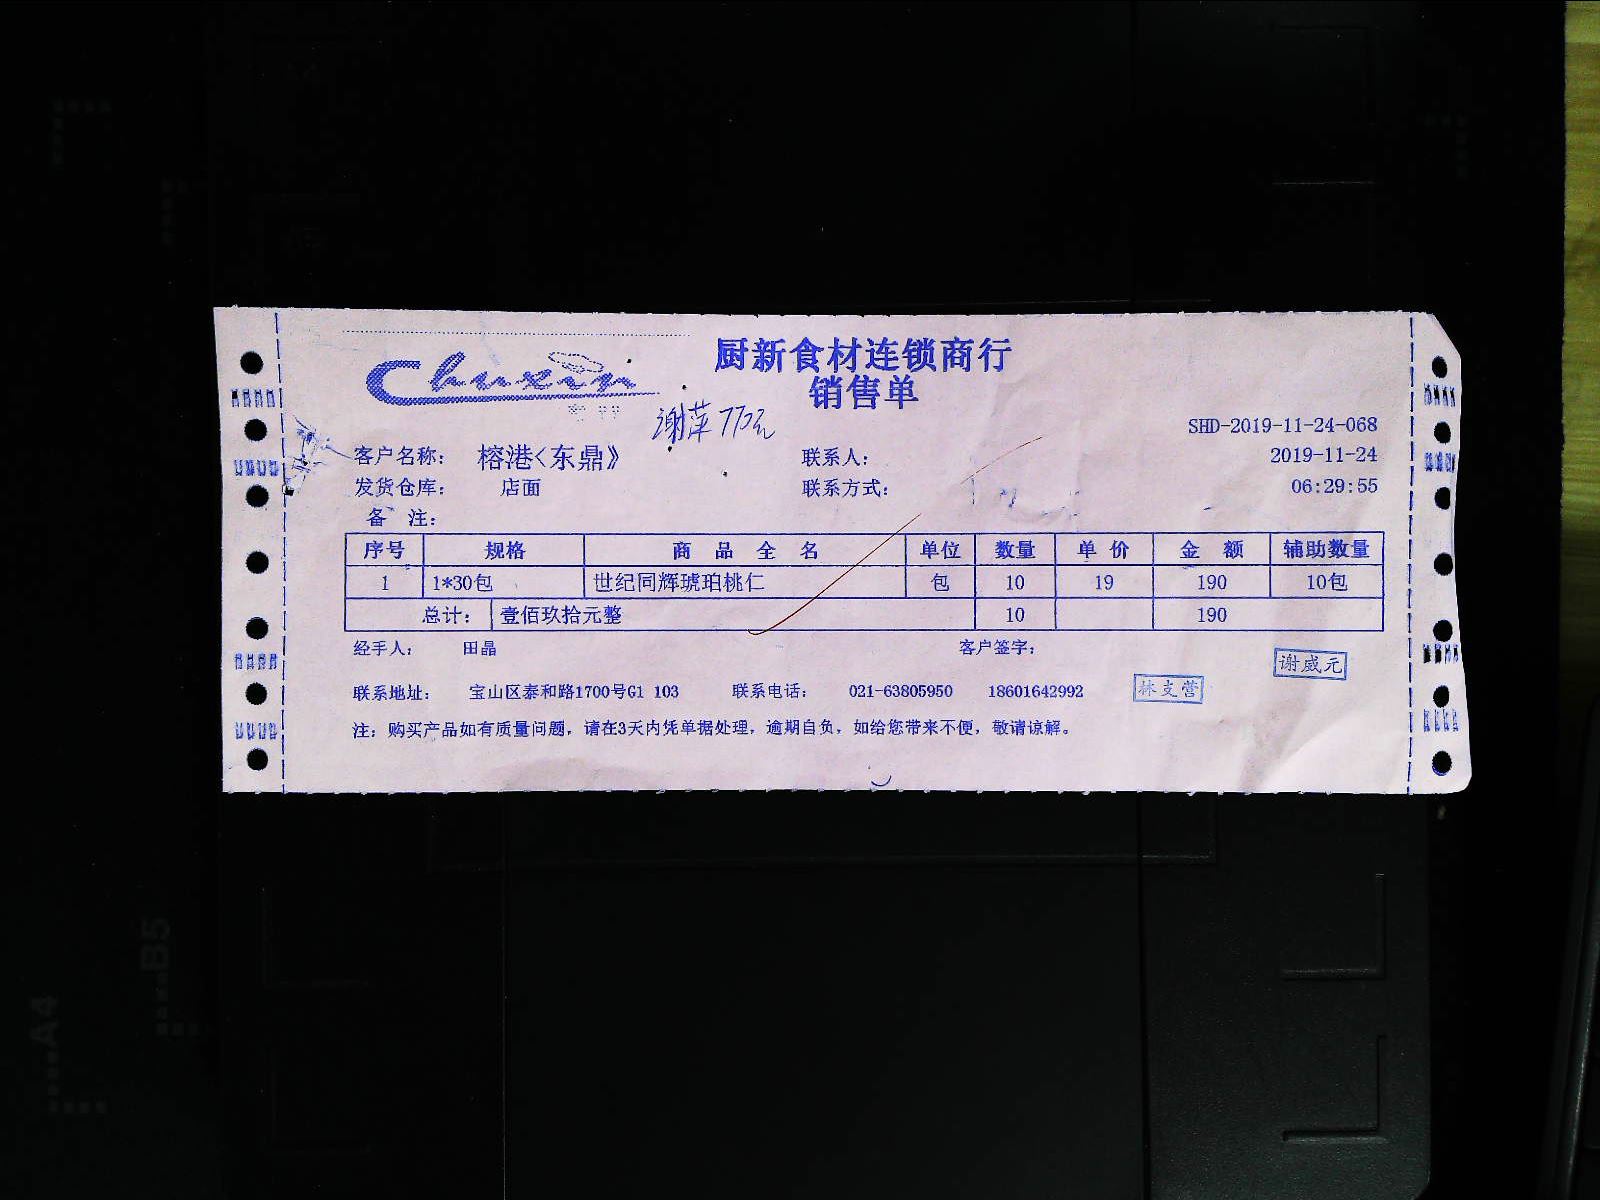 Chuxin
厨新食材连锁商行
销售单
谢萍
SHD-2019-11-24-068
客户名称： 榕港<东鼎》 联系人： 2019-11-24
发货仓库： 店面 联系方式： 06:29:55
备 注：
序号 规格 商 品 全 名 单位 数量 单 价 金 额 辅助数量
1 1*30包 世纪同辉琥珀桃仁 包 10 19 190 10包
总计： 壹佰玖拾元整 10 190
经手人： 田晶 客户签字：
谢威元
联系地址： 宝山区泰和路1700号G1 103 联系电话： 021-63805950 18601642992 林支营
注：购买产品如有质量问题，请在3天内凭单据处理，逾期自负，如给您带来不便，敬请谅解。
A4
B5